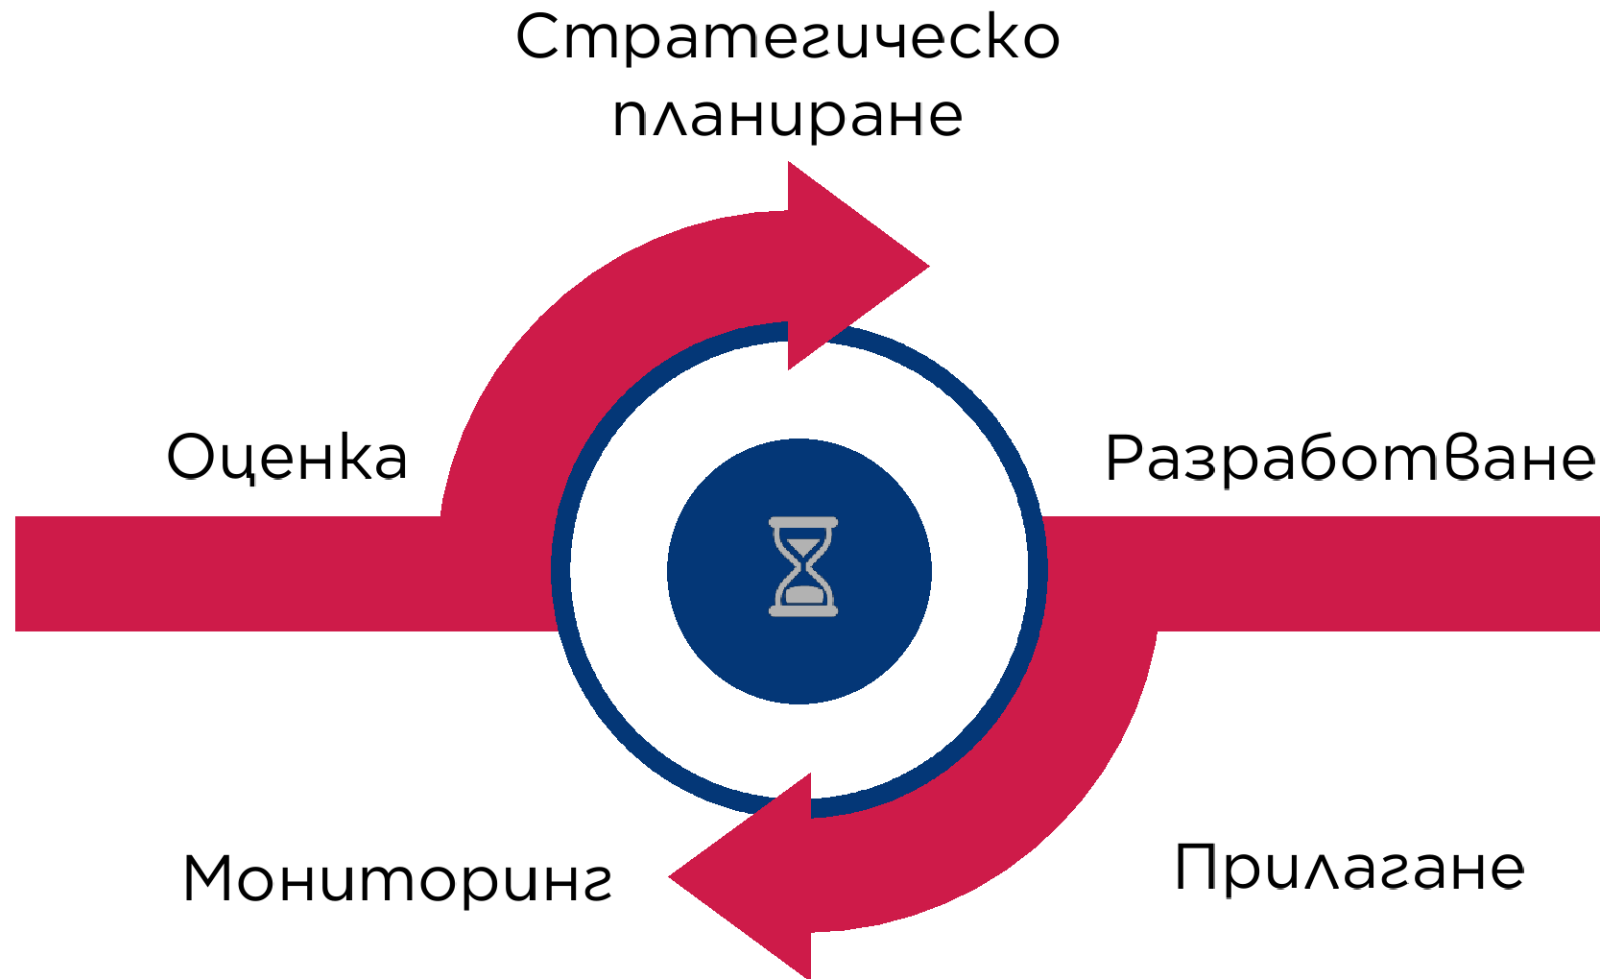 Стратегическо
планиране
Оценка
Разработване
Мониторинг
Прилагане